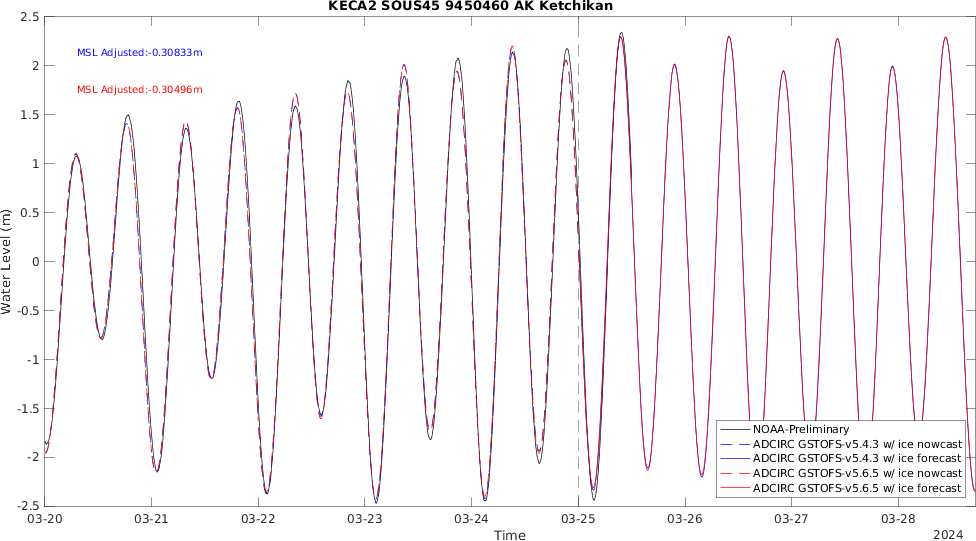 KECA2 SOUS45 9450460 AK Ketchikan
2.5
2
1.5
1
0.5
0
-0.5
-1
-1.5
-2
-2.5
Water Level (m)
MSL Adjusted:-0.30833m
MSL Adjusted:-0.30496m
NOAA-Preliminary
ADCIRC GSTOFS-v5.4.3 w/ ice nowcast
ADCIRC GSTOFS-v5.4.3 w/ ice forecast
ADCIRC GSTOFS-v5.6.5 w/ ice nowcast
ADCIRC GSTOFS-v5.6.5 w/ ice forecast
03-20 03-21 03-22 03-23 03-24 03-25 03-26 03-27 03-28
Time
2024